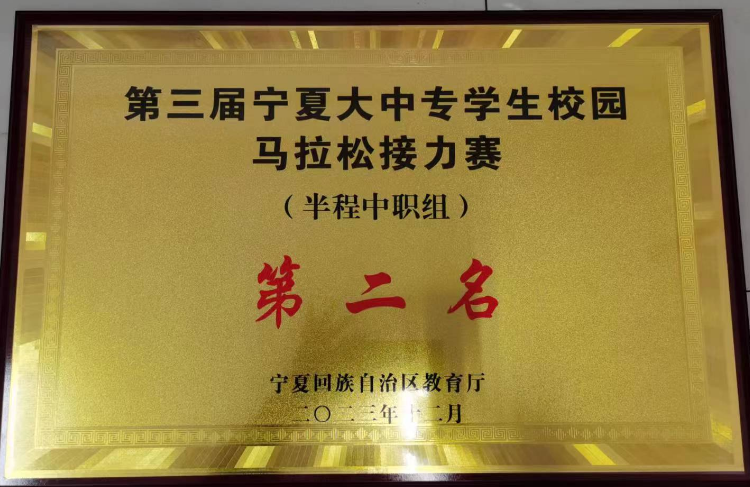 第三届宁夏大中专学生校园
马拉松接力赛
（半程中职组）
第二名
宁夏回族自治区教育厅
二〇二三年十二月